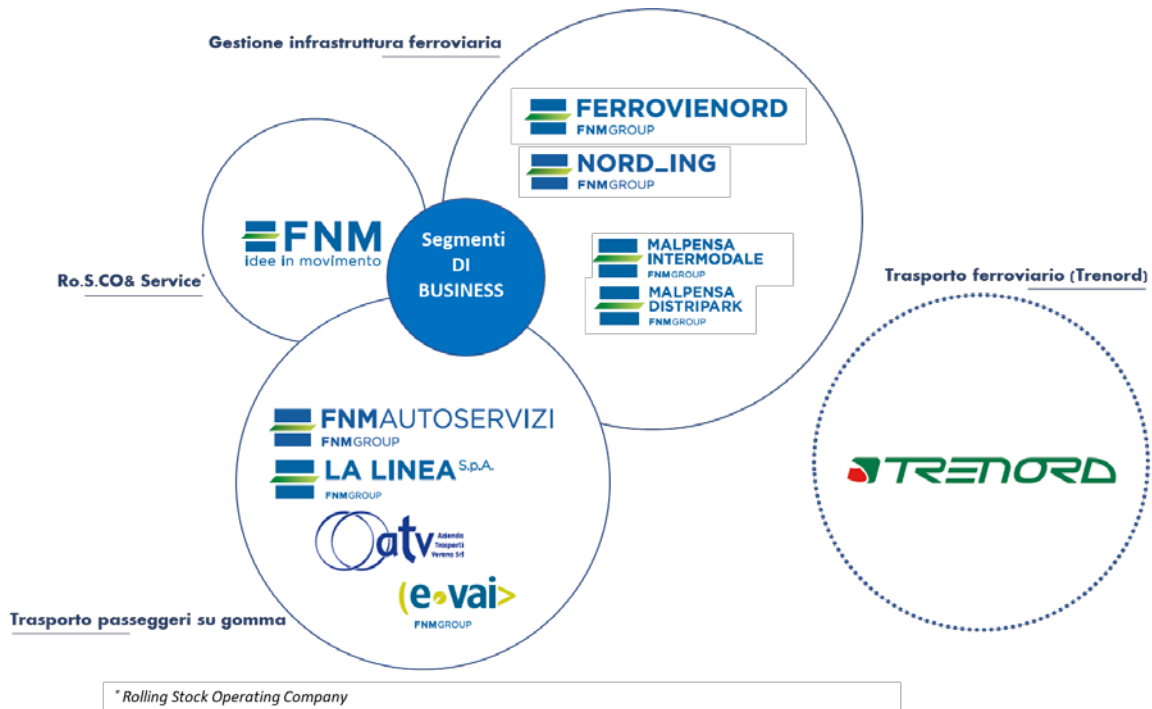 Gestione infrastruttura ferroviaria
FERROVIENORD
FNMGROUP
NORD_ING
FNMGROUP
FNM
idee in movimento
Segmenti
DI
BUSINESS
MALPENSA
INTERMODALE
FNMGROUP
MALPENSA
DISTRIPARK
FNMGROUP
Ro.S.CO& Service*
Trasporto ferroviario (Trenord)
FNMAUTOSERVIZI
FNMGROUP
LA LINEA S.p.A.
FNMGROUP
atv
Azienda
Trasporti
Verona Srl
TRENORD
(e-vai>
FNMGROUP
Trasporto passeggeri su gomma
* Rolling Stock Operating Company